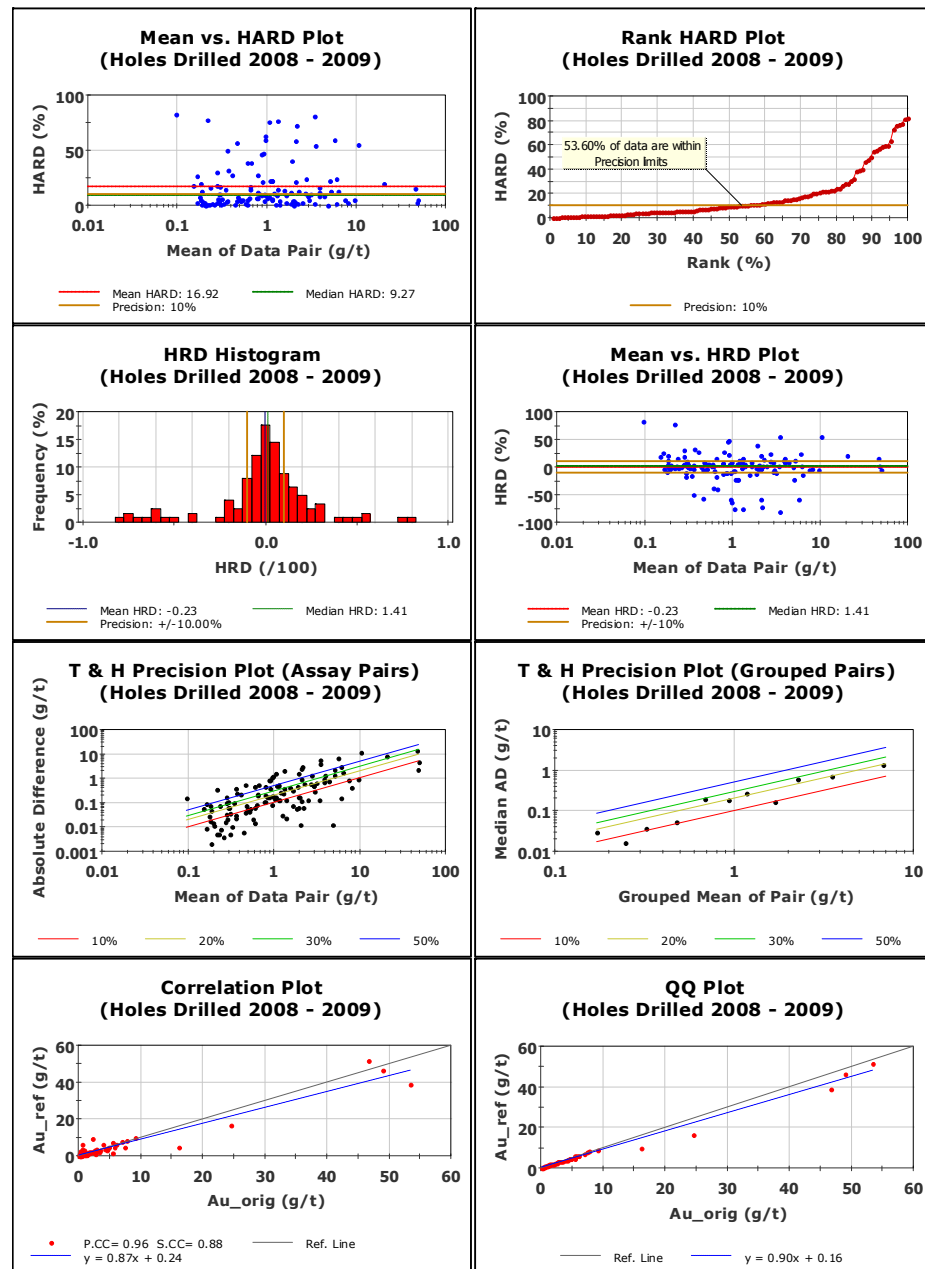 Mean vs. HARD Plot
(Holes Drilled 2008 - 2009)
HARD (%)
100
50
0
0.01
0.10
1.0
10
100
Mean of Data Pair (g/t)
Mean HARD: 16.92
Median HARD: 9.27
Precision: 10%
Rank HARD Plot
(Holes Drilled 2008 - 2009)
HARD (%)
100
80
60
40
20
0
53.60% of data are within
Precision limits
0
10
20
30
40
50
60
70
80
90
100
Rank (%)
Precision: 10%
HRD Histogram
(Holes Drilled 2008 - 2009)
Frequency (%)
20
15
10
5
0
-1.0
0.0
1.0
HRD (/100)
Mean HRD: -0.23
Median HRD: 1.41
Precision: +/-10.00%
Mean vs. HRD Plot
(Holes Drilled 2008 - 2009)
HRD (%)
100
50
0
-50
-100
0.01
0.1
1
10
100
Mean of Data Pair (g/t)
Mean HRD: -0.23
Median HRD: 1.41
Precision: +/-10%
T & H Precision Plot (Assay Pairs)
(Holes Drilled 2008 - 2009)
Absolute Difference (g/t)
100
10
1
0.1
0.01
0.001
0.01
0.10
1.0
10
100
Mean of Data Pair (g/t)
10%
20%
30%
50%
T & H Precision Plot (Grouped Pairs)
(Holes Drilled 2008 - 2009)
Median AD (g/t)
10
1
0.1
0.01
0.1
1
10
Grouped Mean of Pair (g/t)
10%
20%
30%
50%
Correlation Plot
(Holes Drilled 2008 - 2009)
Au_ref (g/t)
60
40
20
0
0
10
20
30
40
50
60
Au_orig (g/t)
P.CC= 0.96 S.CC= 0.88
Ref. Line
y = 0.87x + 0.24
QQ Plot
(Holes Drilled 2008 - 2009)
Au_ref (g/t)
60
40
20
0
0
10
20
30
40
50
60
Au_orig (g/t)
Ref. Line
y = 0.90x + 0.16